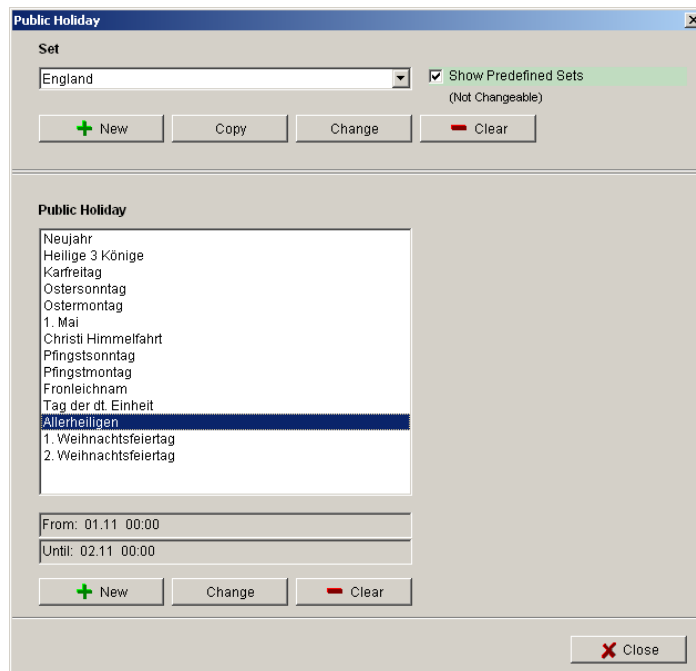 Public Holiday
Set
England
Show Predefined Sets
(Not Changeable)
New Copy Change Clear
Public Holiday
Neujahr
Heilige 3 Könige
Karfreitag
Ostersonntag
Ostermontag
1. Mai
Christi Himmelfahrt
Pfingstsonntag
Pfingstmontag
Fronleichnam
Tag der dt. Einheit
Allerheiligen
1. Weihnachtsfeiertag
2. Weihnachtsfeiertag
From: 01.11 00:00
Until: 02.11 00:00
New Change Clear
Close